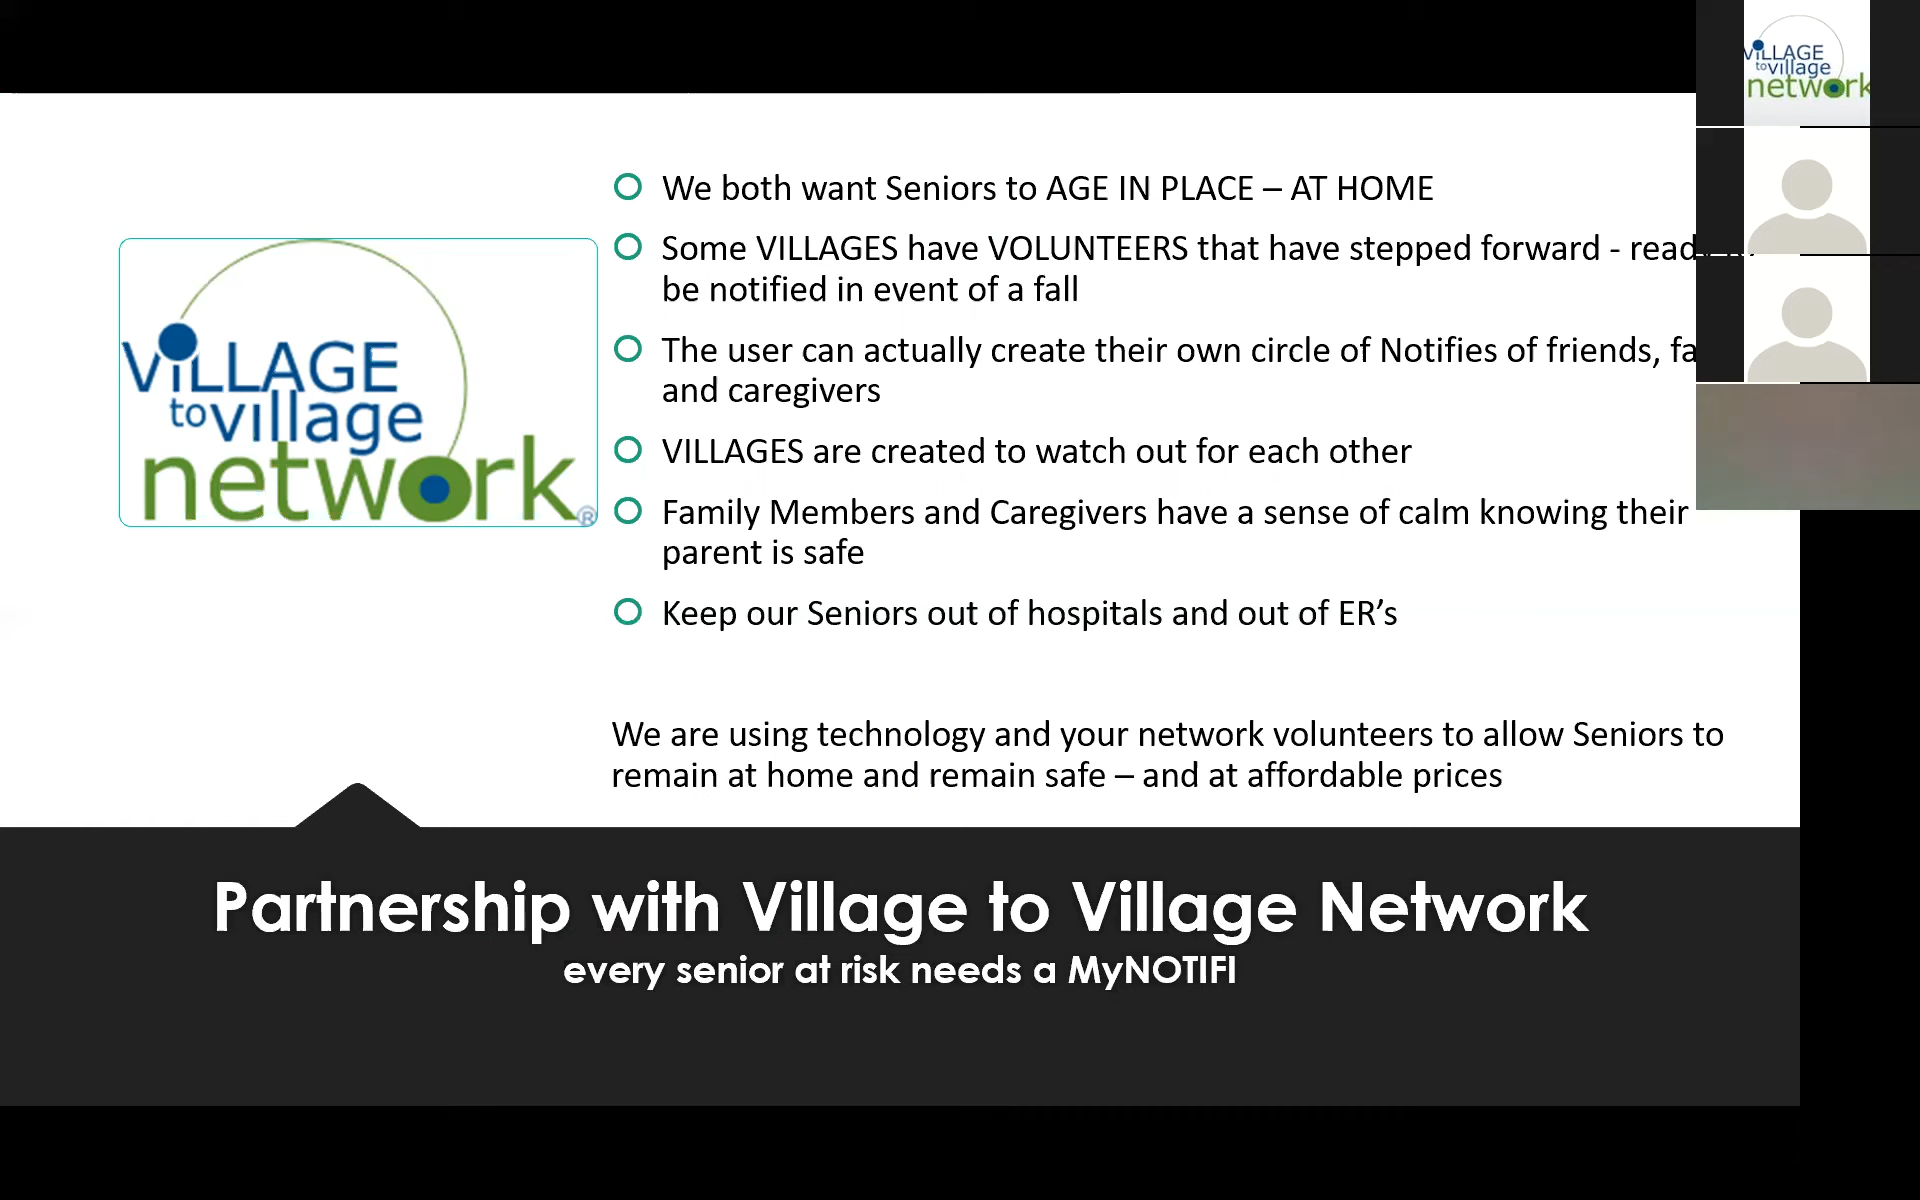 ViLLAGE
to village
network
ViLLAGE
to village
network®
We both want Seniors to AGE IN PLACE – AT HOME
Some VILLAGES have VOLUNTEERS that have stepped forward -
be notified in event of a fall
The user can actually create their own circle of Notifies of friends,
and caregivers
VILLAGES are created to watch out for each other
Family Members and Caregivers have a sense of calm knowing their
parent is safe
Keep our Seniors out of hospitals and out of ER’s
We are using technology and your network volunteers to allow Seniors to
remain at home and remain safe – and at affordable prices
Partnership with Village to Village Network
every senior at risk needs a MyNOTIFI